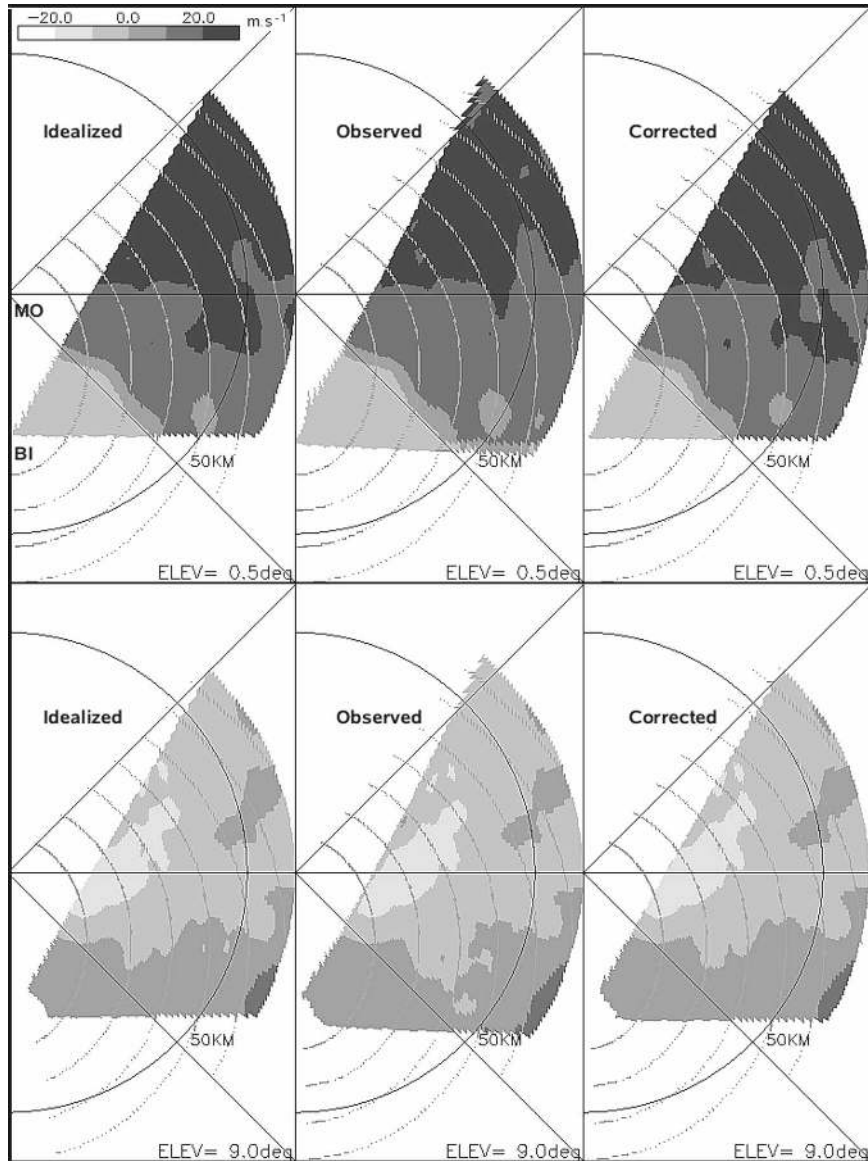 −20.0 0.0 20.0 m.s⁻¹
Idealized Observed Corrected
MO
BI
50KM 50KM 50KM
ELEV= 0.5deg ELEV= 0.5deg ELEV= 0.5deg
Idealized Observed Corrected
50KM 50KM 50KM
ELEV= 9.0deg ELEV= 9.0deg ELEV= 9.0deg